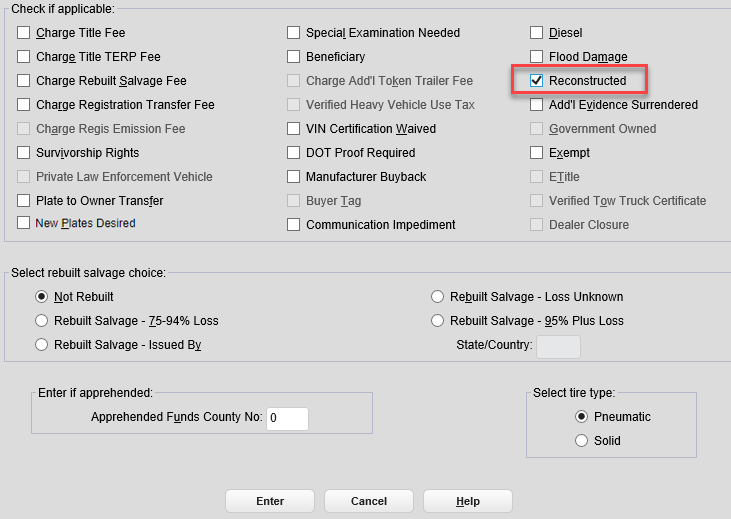 Check if applicable:
Charge Title Fee
Special Examination Needed
Diesel
Charge Title TERP Fee
Beneficiary
Flood Damage
Charge Rebuilt Salvage Fee
Charge Add'l Token Trailer Fee
Reconstructed
Charge Registration Transfer Fee
Verified Heavy Vehicle Use Tax
Add'l Evidence Surrendered
Charge Regis Emission Fee
VIN Certification Waived
Government Owned
Survivorship Rights
DOT Proof Required
Exempt
Private Law Enforcement Vehicle
Manufacturer Buyback
ETitle
Plate to Owner Transfer
Buyer Tag
Verified Tow Truck Certificate
New Plates Desired
Communication Impediment
Dealer Closure
Select rebuilt salvage choice:
Not Rebuilt
Rebuilt Salvage - Loss Unknown
Rebuilt Salvage - 75-94% Loss
Rebuilt Salvage - 95% Plus Loss
Rebuilt Salvage - Issued By
State/Country:
Enter if apprehended:
Select tire type:
Apprehended Funds County No: 0
Pneumatic
Solid
Enter
Cancel
Help